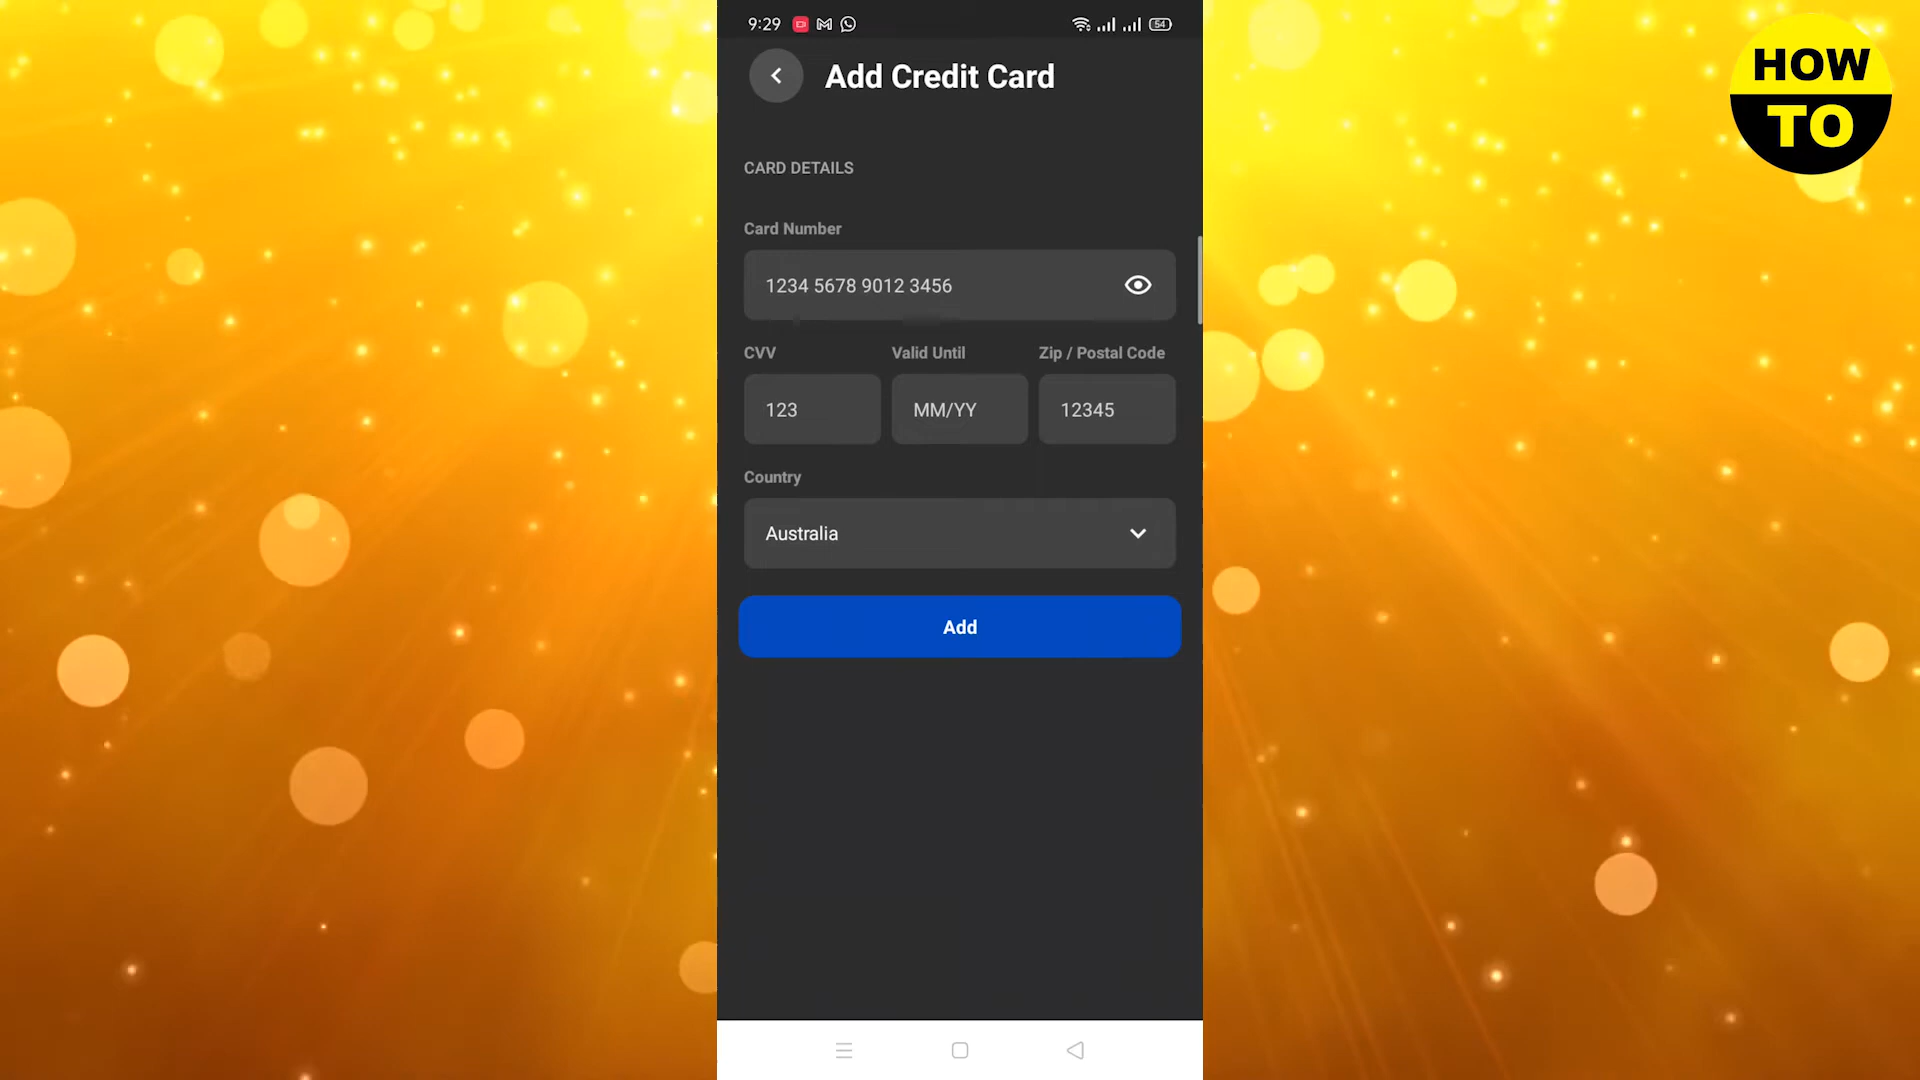 9:29
54
HOW
TO
Add Credit Card
CARD DETAILS
Card Number
1234 5678 9012 3456
CVV Valid Until Zip / Postal Code
123 MM/YY 12345
Country
Australia
Add